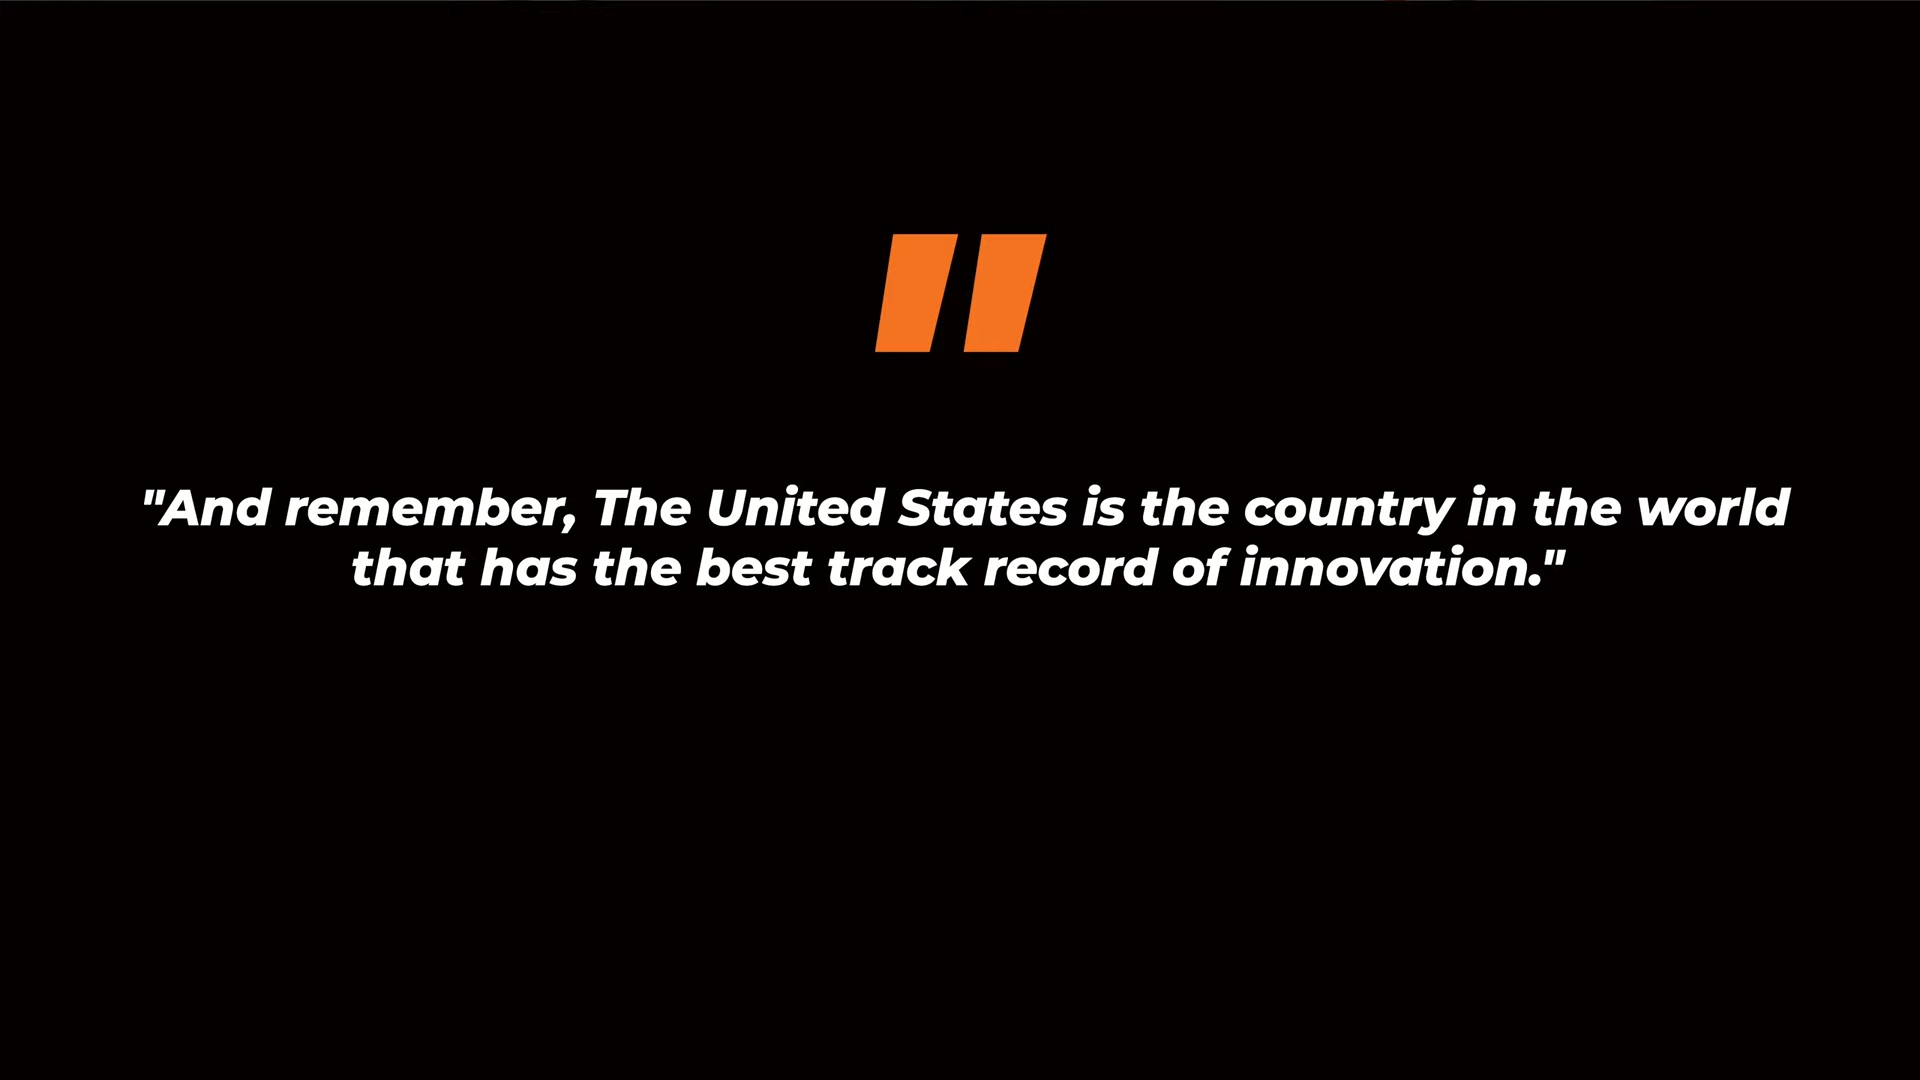 "And remember, The United States is the country in the world
that has the best track record of innovation."